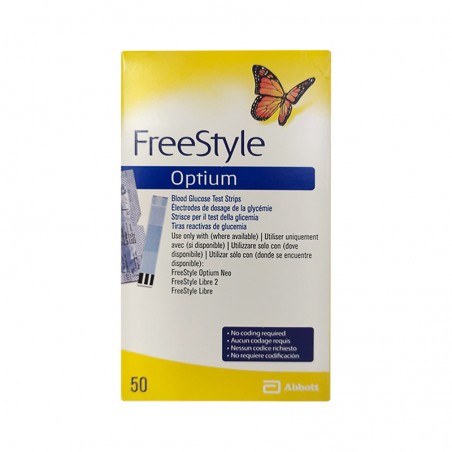 FreeStyle
Optium
Blood Glucose Test Strips
Électrodes de dosage de la glycémie
Strisce per il test della glicemia
Tiras reactivas de glucemia
Use only with (where available) | Utiliser uniquement
avec (si disponible) | Utilizzare solo con (dove
disponibile) | Utilizar sólo con (donde se encuentre
disponible):
FreeStyle Optium Neo
FreeStyle Libre 2
FreeStyle Libre
• No coding required
• Aucun codage requis
• Nessun codice richiesto
• No requiere codificación
50
Abbott